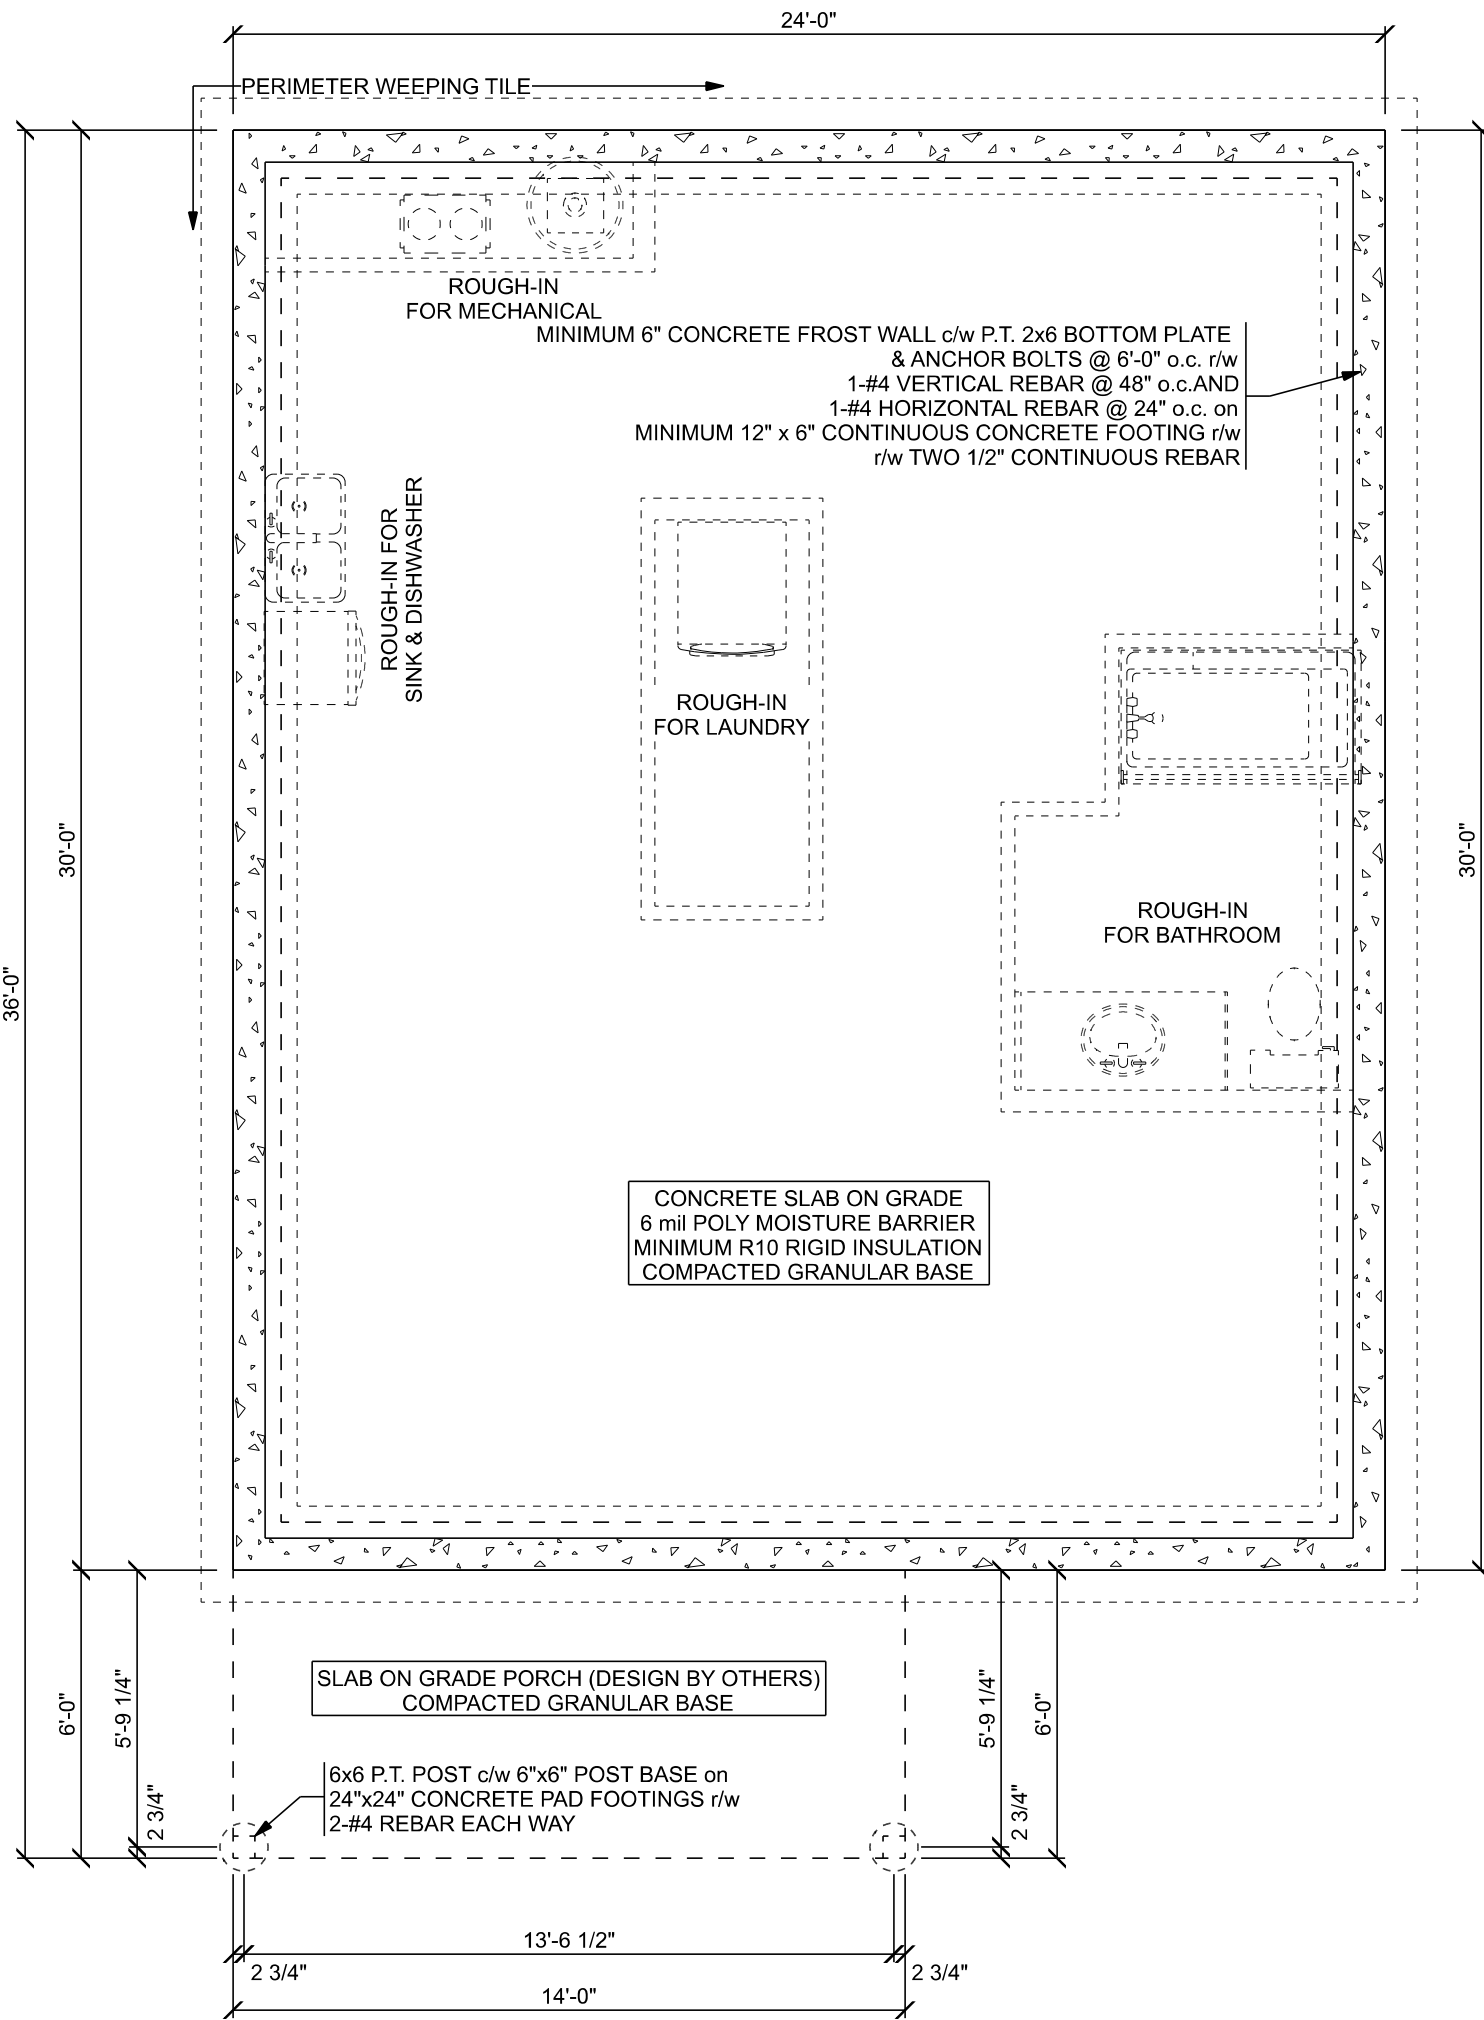 24'-0"
PERIMETER WEEPING TILE
ROUGH-IN
FOR MECHANICAL
MINIMUM 6" CONCRETE FROST WALL c/w P.T. 2x6 BOTTOM PLATE
& ANCHOR BOLTS @ 6'-0" o.c. r/w
1-#4 VERTICAL REBAR @ 48" o.c.AND
1-#4 HORIZONTAL REBAR @ 24" o.c. on
MINIMUM 12" x 6" CONTINUOUS CONCRETE FOOTING r/w
r/w TWO 1/2" CONTINUOUS REBAR
ROUGH-IN FOR
SINK & DISHWASHER
ROUGH-IN
FOR LAUNDRY
30'-0"
30'-0"
36'-0"
ROUGH-IN
FOR BATHROOM
CONCRETE SLAB ON GRADE
6 mil POLY MOISTURE BARRIER
MINIMUM R10 RIGID INSULATION
COMPACTED GRANULAR BASE
SLAB ON GRADE PORCH (DESIGN BY OTHERS)
COMPACTED GRANULAR BASE
6'-0"
5'-9 1/4"
2 3/4"
5'-9 1/4"
6'-0"
2 3/4"
6x6 P.T. POST c/w 6"x6" POST BASE on
24"x24" CONCRETE PAD FOOTINGS r/w
2-#4 REBAR EACH WAY
13'-6 1/2"
2 3/4"
2 3/4"
14'-0"